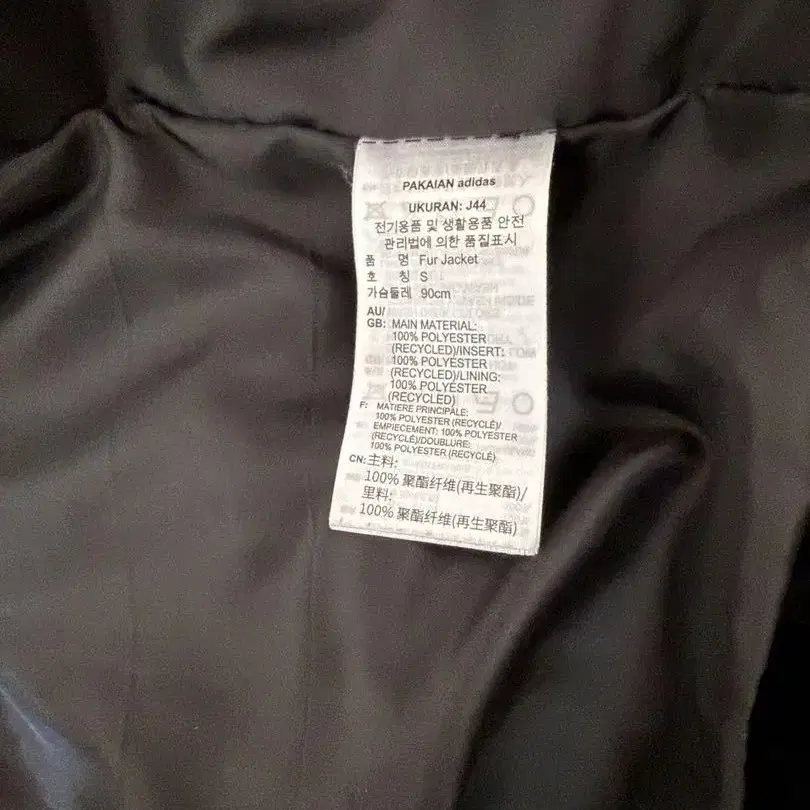 PAKAIAN adidas
UKURAN: J44
전기용품 및 생활용품 안전
관리법에 의한 품질표시
품 명 Fur Jacket
호 칭 S
가슴둘레 90cm
AU/
GB: MAIN MATERIAL:
100% POLYESTER
(RECYCLED)/INSERT:
100% POLYESTER
(RECYCLED)/LINING:
100% POLYESTER
(RECYCLED)
F: MATIERE PRINCIPALE:
100% POLYESTER (RECYCLÉ)/
EMPIECEMENT: 100% POLYESTER
(RECYCLÉ)/DOUBLURE:
100% POLYESTER (RECYCLÉ)
CN: 主料:
100% 聚酯纤维(再生聚酯)/
里料:
100% 聚酯纤维(再生聚酯)